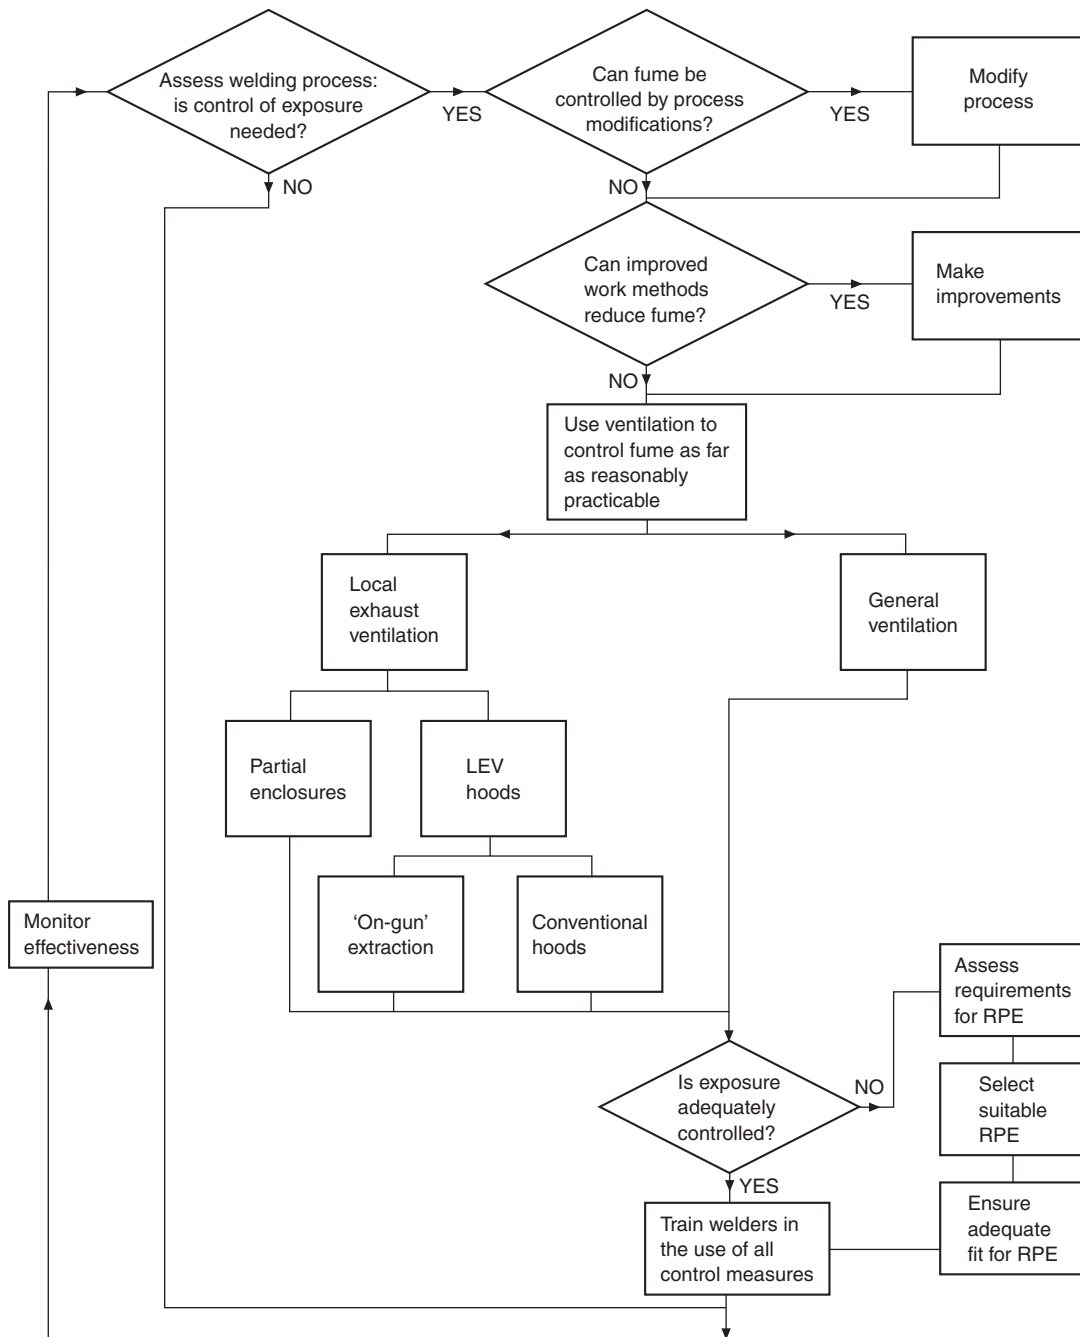 Assess welding process:
is control of exposure
needed?
YES
Can fume be
controlled by process
modifications?
YES
Modify
process
NO
NO
Can improved
work methods
reduce fume?
YES
Make
improvements
NO
Use ventilation to
control fume as far
as reasonably
practicable
Local
exhaust
ventilation
General
ventilation
Partial
enclosures
LEV
hoods
‘On-gun’
extraction
Conventional
hoods
Monitor
effectiveness
Assess
requirements
for RPE
Is exposure
adequately
controlled?
NO
Select
suitable
RPE
YES
Train welders in
the use of all
control measures
Ensure
adequate
fit for RPE